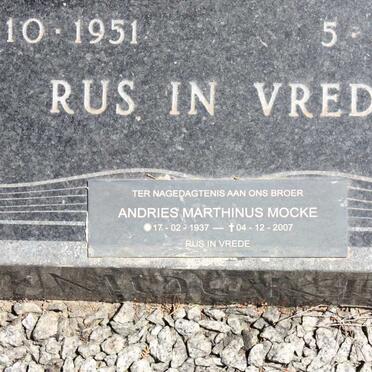 10 · 1951 5 ·
RUS IN VREDE
TER NAGEDAGTENIS AAN ONS BROER
ANDRIES MARTHINUS MOCKE
17 - 02 - 1937 — †04 - 12 - 2007
RUS IN VREDE